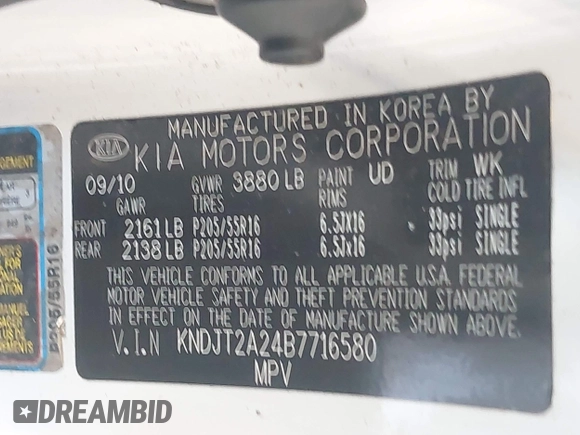 MANUFACTURED IN KOREA BY
KIA KIA MOTORS CORPORATION
09/10 GVWR 3880 LB PAINT UD TRIM WK
GAWR TIRES RIMS COLD TIRE INFL
FRONT 2161 LB P205/55R16 6.5JX16 33psi SINGLE
REAR 2138 LB P205/55R16 6.5Jx16 33psi SINGLE
THIS VEHICLE CONFORMS TO ALL APPLICABLE U.S.A. FEDERAL
MOTOR VEHICLE SAFETY AND THEFT PREVENTION STANDARDS
IN EFFECT ON THE DATE OF MANUFACTURE SHOWN ABOVE.
V.I.N KNDJT2A24B7716580
MPV
P205/55R16
DREAMBID